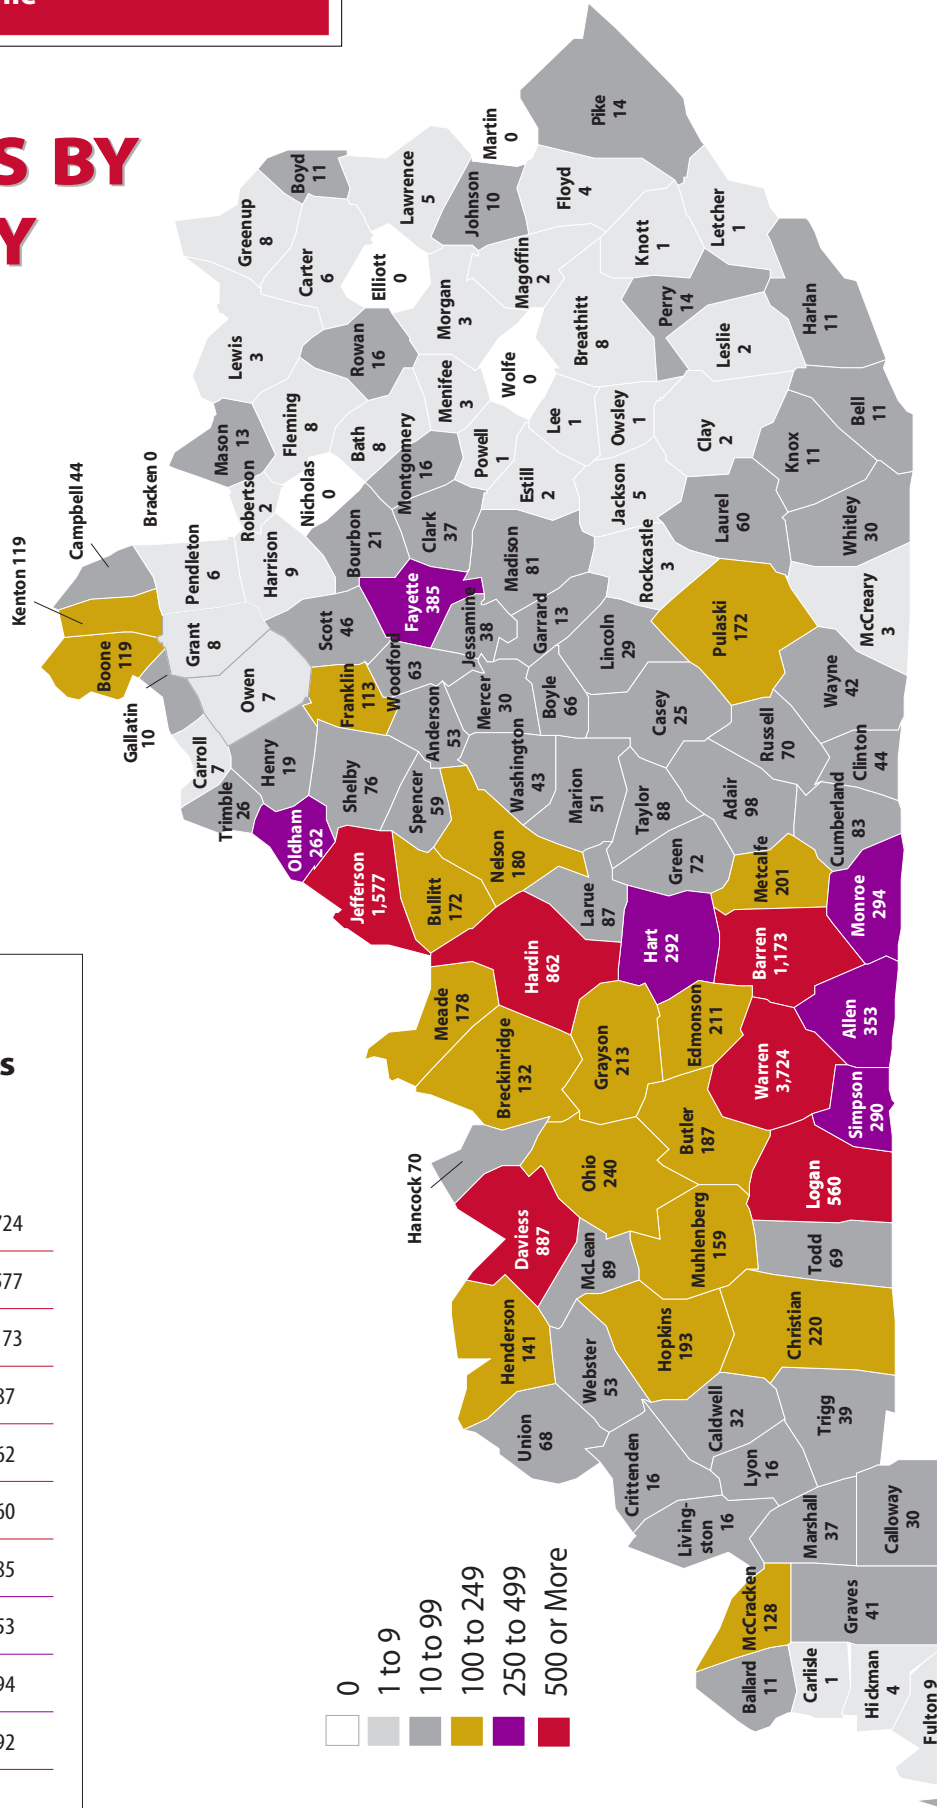 S BY
Y
s
724
577
173
87
62
60
85
53
94
92
0
1 to 9
10 to 99
100 to 249
250 to 499
500 or More
Kenton 119
Campbell 44
Bracken 0
Boone
119
Gallatin
10
Pendleton
6
Grant
8
Owen
7
Carroll
7
Trimble
26
Henry
19
Oldham
262
Jefferson
1,577
Shelby
76
Spencer
59
Bullitt
172
Nelson
180
Franklin
113
Woodford
63
Anderson
53
Mercer
30
Washington
43
Boyle
66
Marion
51
Scott
46
Harrison
9
Robertson
2
Nicholas
0
Mason
13
Fleming
8
Lewis
3
Greenup
8
Boyd
11
Carter
6
Elliott
0
Lawrence
5
Martin
0
Johnson
10
Pike
14
Floyd
4
Magoffin
2
Morgan
3
Rowan
16
Bath
8
Menifee
3
Wolfe
0
Montgomery
16
Powell
1
Bourbon
21
Clark
37
Fayette
385
Jessamine
38
Madison
81
Garrard
13
Lincoln
29
Rockcastle
3
Estill
2
Lee
1
Owsley
1
Jackson
5
Breathitt
8
Knott
1
Letcher
1
Perry
14
Leslie
2
Harlan
11
Clay
2
Bell
11
Knox
11
Laurel
60
Whitley
30
McCreary
3
Pulaski
172
Wayne
42
Casey
25
Russell
70
Clinton
44
Adair
98
Cumberland
83
Taylor
88
Green
72
Larue
87
Metcalfe
201
Monroe
294
Barren
1,173
Hart
292
Hardin
862
Meade
178
Breckinridge
132
Grayson
213
Edmonson
211
Warren
3,724
Allen
353
Simpson
290
Butler
187
Logan
560
Hancock 70
Ohio
240
Daviess
887
McLean
89
Muhlenberg
159
Todd
69
Henderson
141
Webster
53
Hopkins
193
Christian
220
Union
68
Crittenden
16
Caldwell
32
Lyon
16
Trigg
39
Living-
ston
16
Marshall
37
Calloway
30
McCracken
128
Graves
41
Ballard
11
Carlisle
1
Hickman
4
Fulton 9